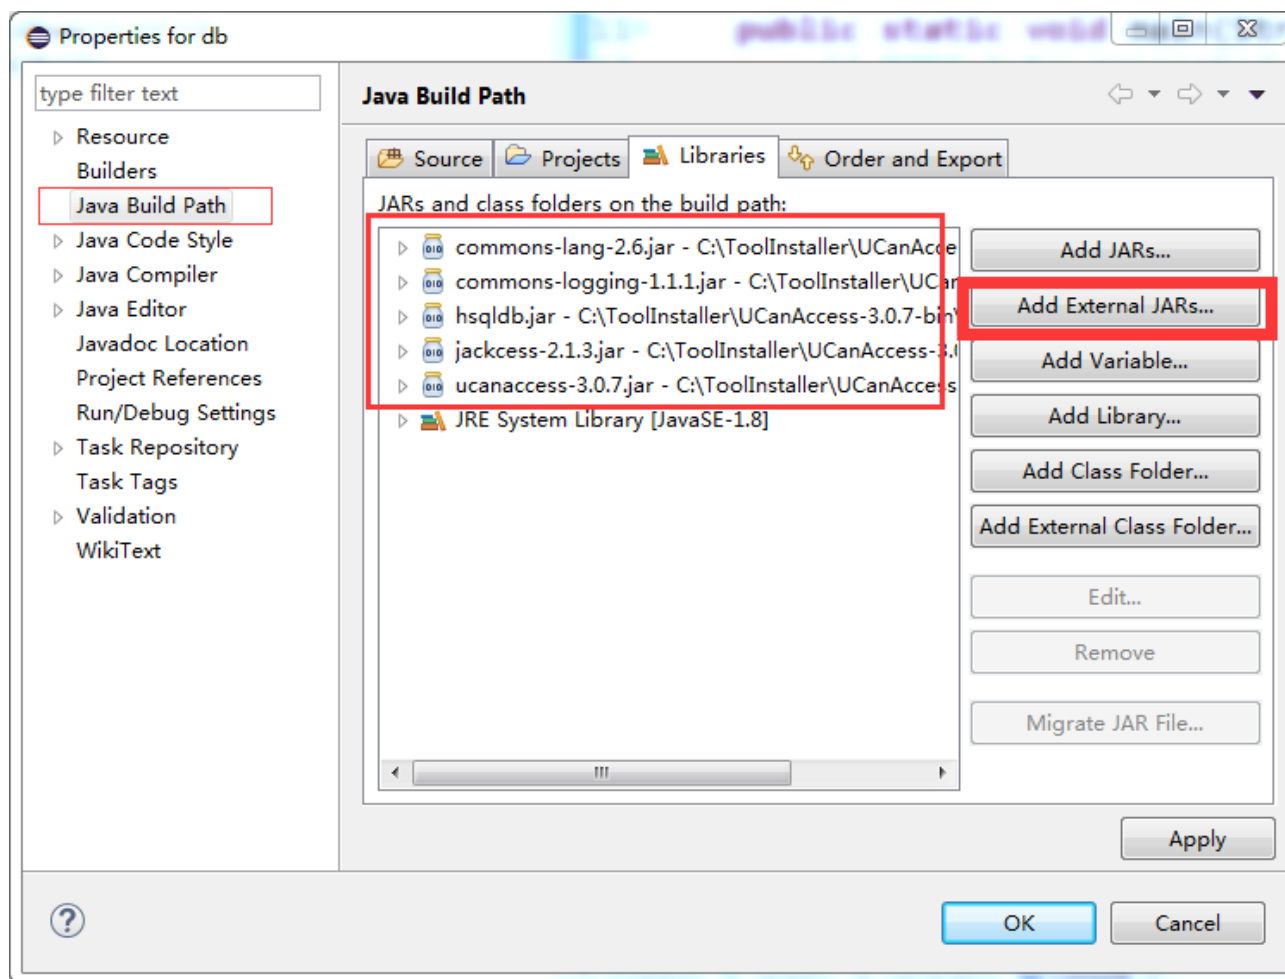 public static void main
Properties for db
type filter text
Resource
Builders
Java Build Path
Java Code Style
Java Compiler
Java Editor
Javadoc Location
Project References
Run/Debug Settings
Task Repository
Task Tags
Validation
WikiText
Java Build Path
Source Projects Libraries Order and Export
JARs and class folders on the build path:
commons-lang-2.6.jar - C:\ToolInstaller\UCanAcce
commons-logging-1.1.1.jar - C:\ToolInstaller\UCan
hsqldb.jar - C:\ToolInstaller\UCanAccess-3.0.7-bin\
jackcess-2.1.3.jar - C:\ToolInstaller\UCanAccess-3.0
ucanaccess-3.0.7.jar - C:\ToolInstaller\UCanAccess
JRE System Library [JavaSE-1.8]
Add JARs...
Add External JARs...
Add Variable...
Add Library...
Add Class Folder...
Add External Class Folder...
Edit...
Remove
Migrate JAR File...
Apply
OK
Cancel